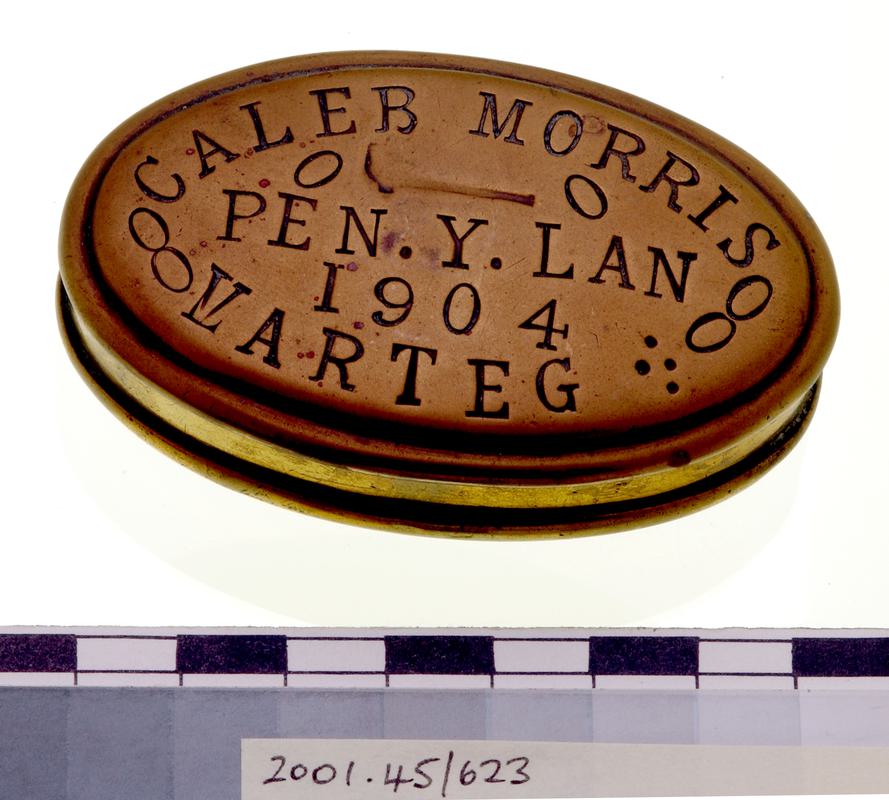 CALEB MORRIS
PEN.Y.LAN
1904
VARTEG
2001.45/623